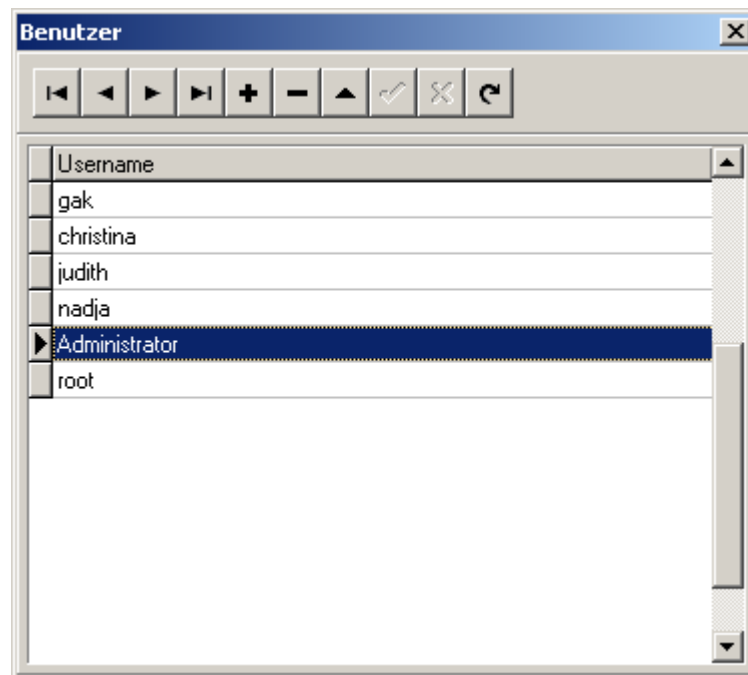 Benutzer
Username
gak
christina
judith
nadja
Administrator
root